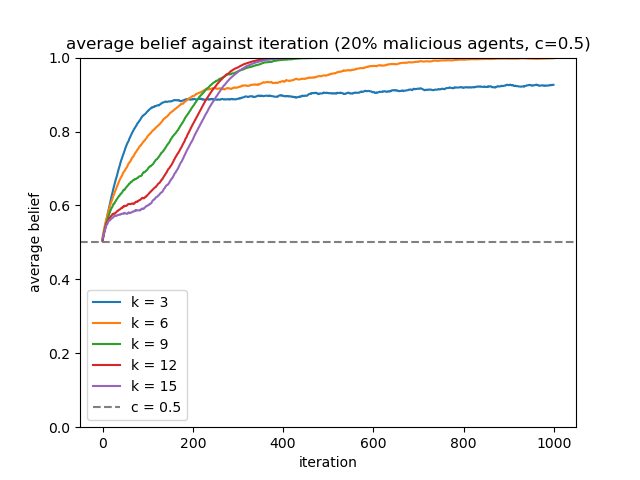 average belief against iteration (20% malicious agents, c=0.5)
1.0
0.8
0.6
0.4
0.2
0.0
average belief
k = 3
k = 6
k = 9
k = 12
k = 15
c = 0.5
0 200 400 600 800 1000
iteration